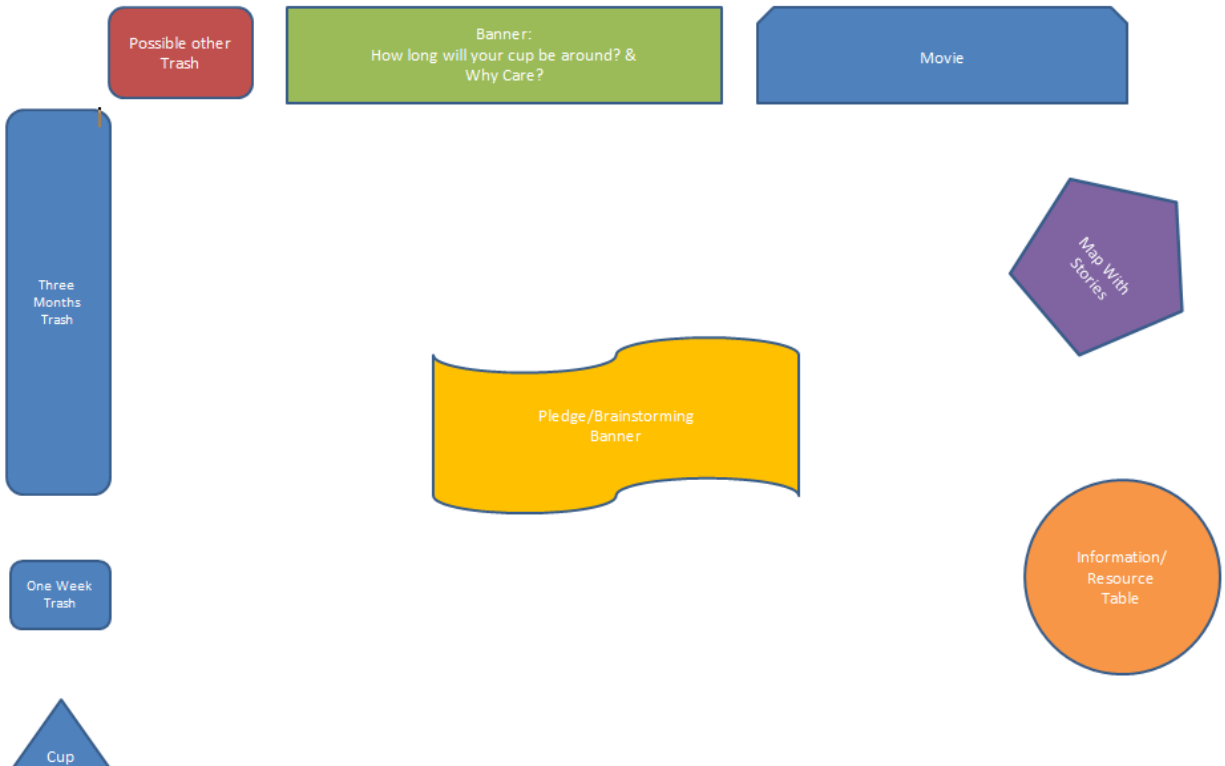 Possible other
Trash
Banner:
How long will your cup be around? &
Why Care?
Movie
Three
Months
Trash
Map With
Stories
Pledge/Brainstorming
Banner
One Week
Trash
Information/
Resource
Table
Cup